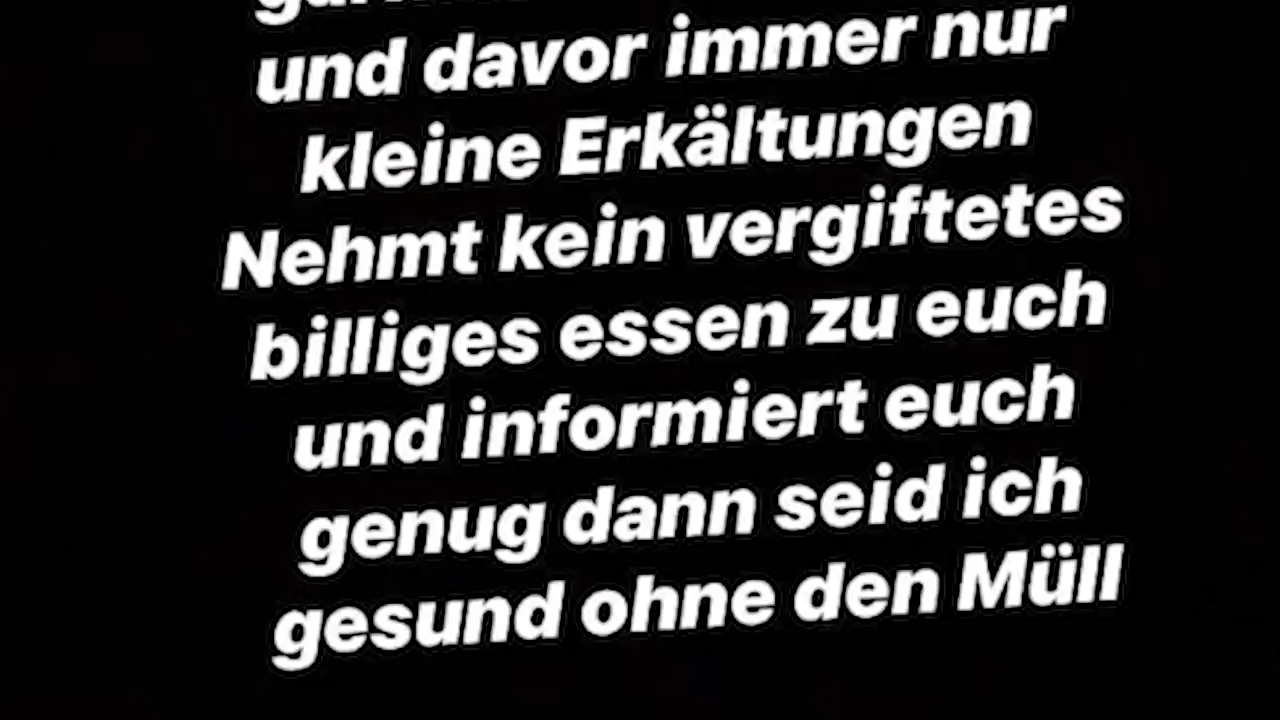 und davor immer nur
kleine Erkältungen
Nehmt kein vergiftetes
billiges essen zu euch
und informiert euch
genug dann seid ich
gesund ohne den Müll